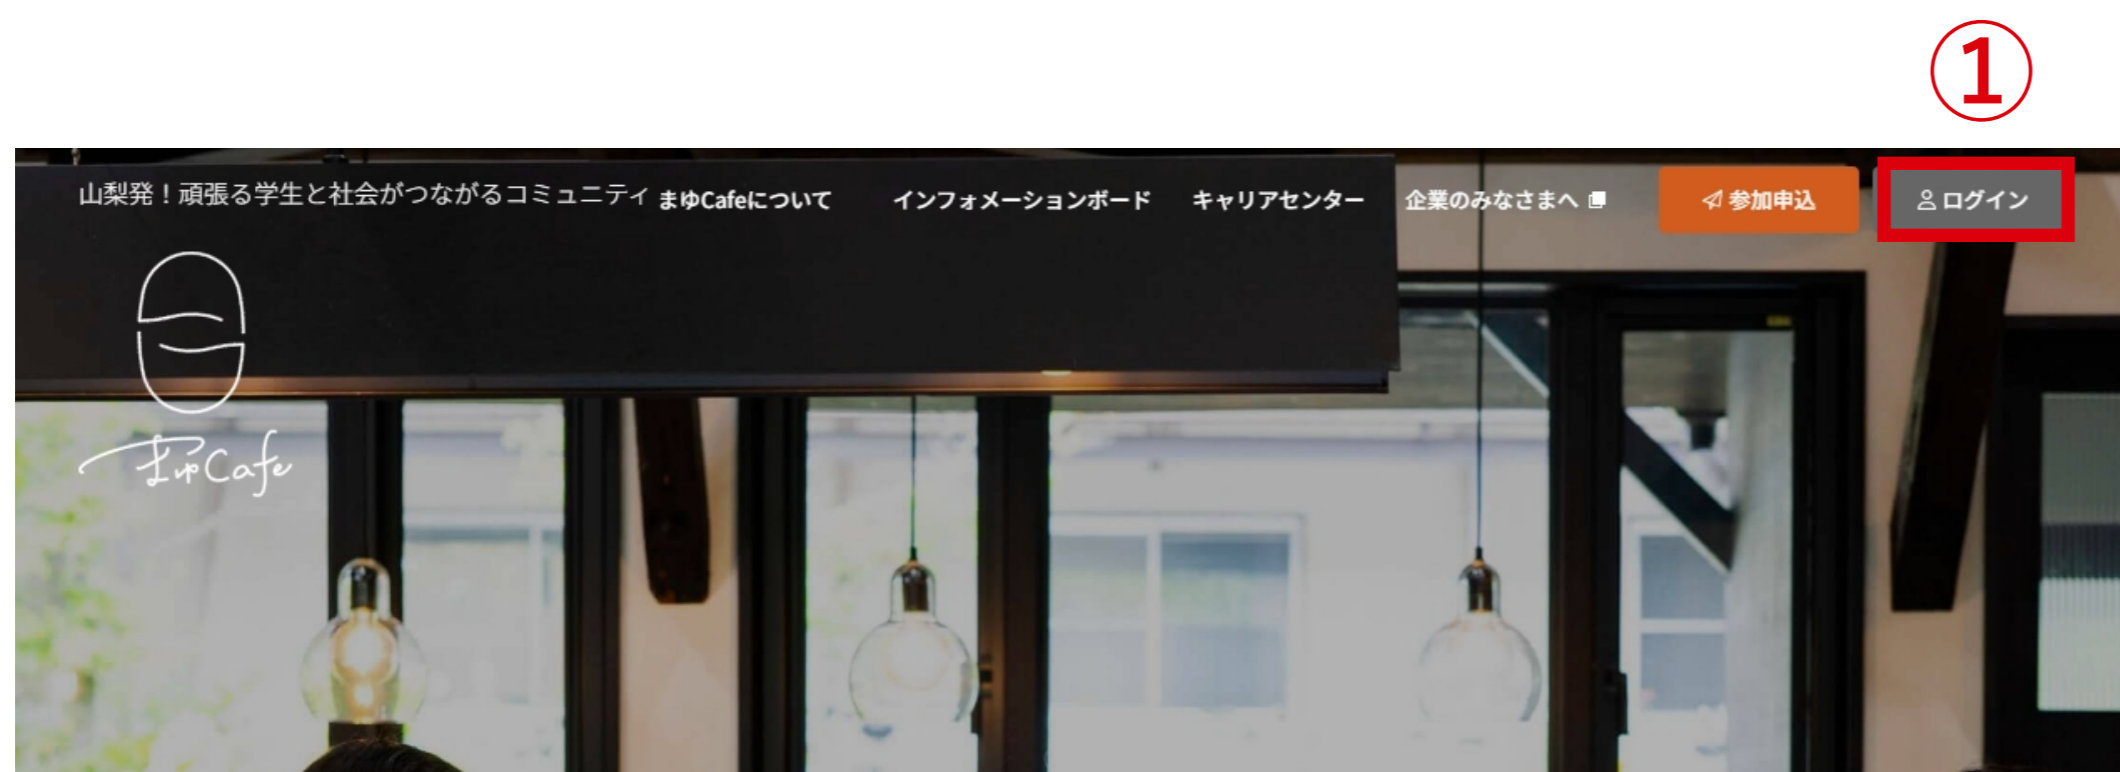 ①
山梨発！頑張る学生と社会がつながるコミュニティ まゆCafeについて インフォメーションボード キャリアセンター 企業のみなさまへ 参加申込 ログイン
まゆCafe